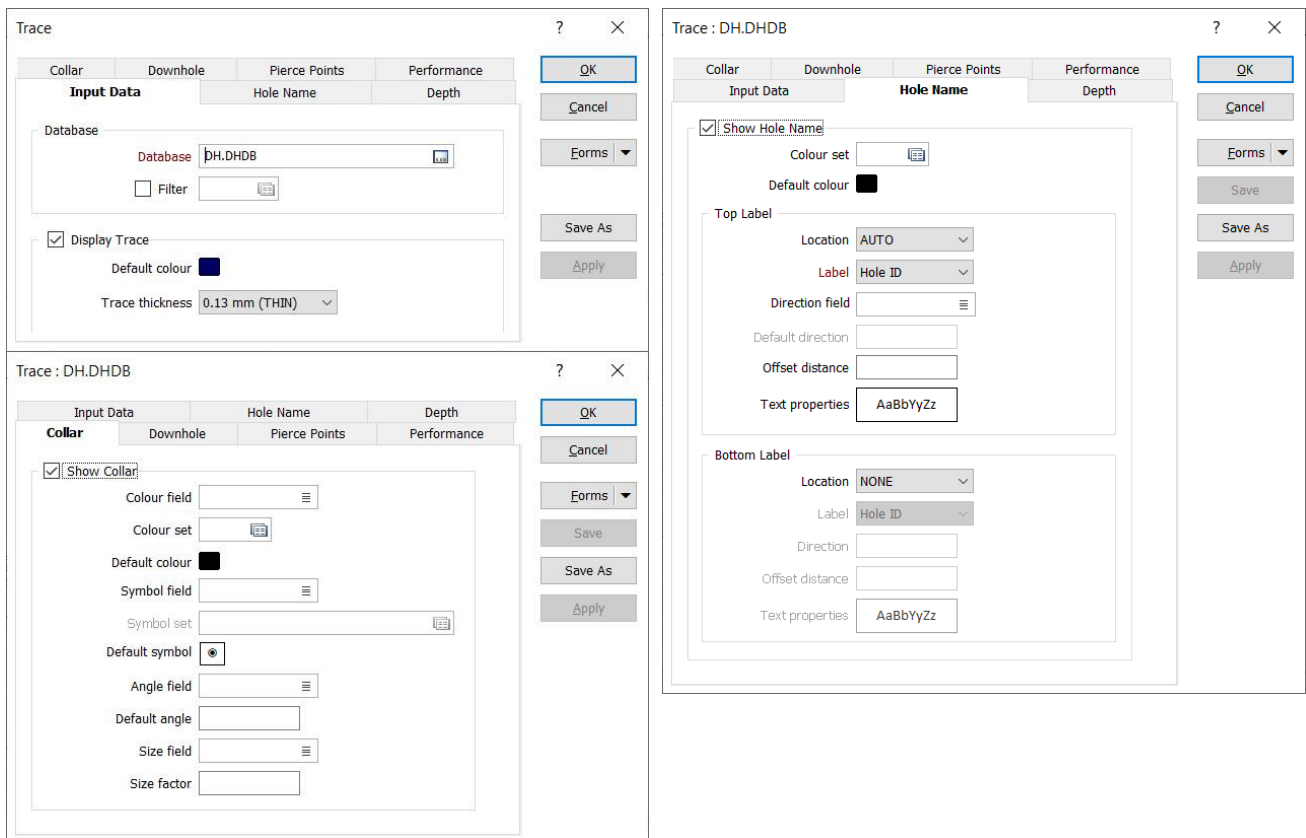 Trace ? ×
Collar Downhole Pierce Points Performance
Input Data Hole Name Depth
Database
Database DH.DHDB
Filter
Display Trace
Default colour
Trace thickness 0.13 mm (THIN)
OK
Cancel
Forms
Save As
Apply
Trace : DH.DHDB ? ×
Input Data Hole Name Depth
Collar Downhole Pierce Points Performance
Show Collar
Colour field
Colour set
Default colour
Symbol field
Symbol set
Default symbol
Angle field
Default angle
Size field
Size factor
OK
Cancel
Forms
Save
Save As
Apply
Trace : DH.DHDB ? ×
Collar Downhole Pierce Points Performance
Input Data Hole Name Depth
Show Hole Name
Colour set
Default colour
Top Label
Location AUTO
Label Hole ID
Direction field
Default direction
Offset distance
Text properties AaBbYyZz
Bottom Label
Location NONE
Label Hole ID
Direction
Offset distance
Text properties AaBbYyZz
OK
Cancel
Forms
Save
Save As
Apply